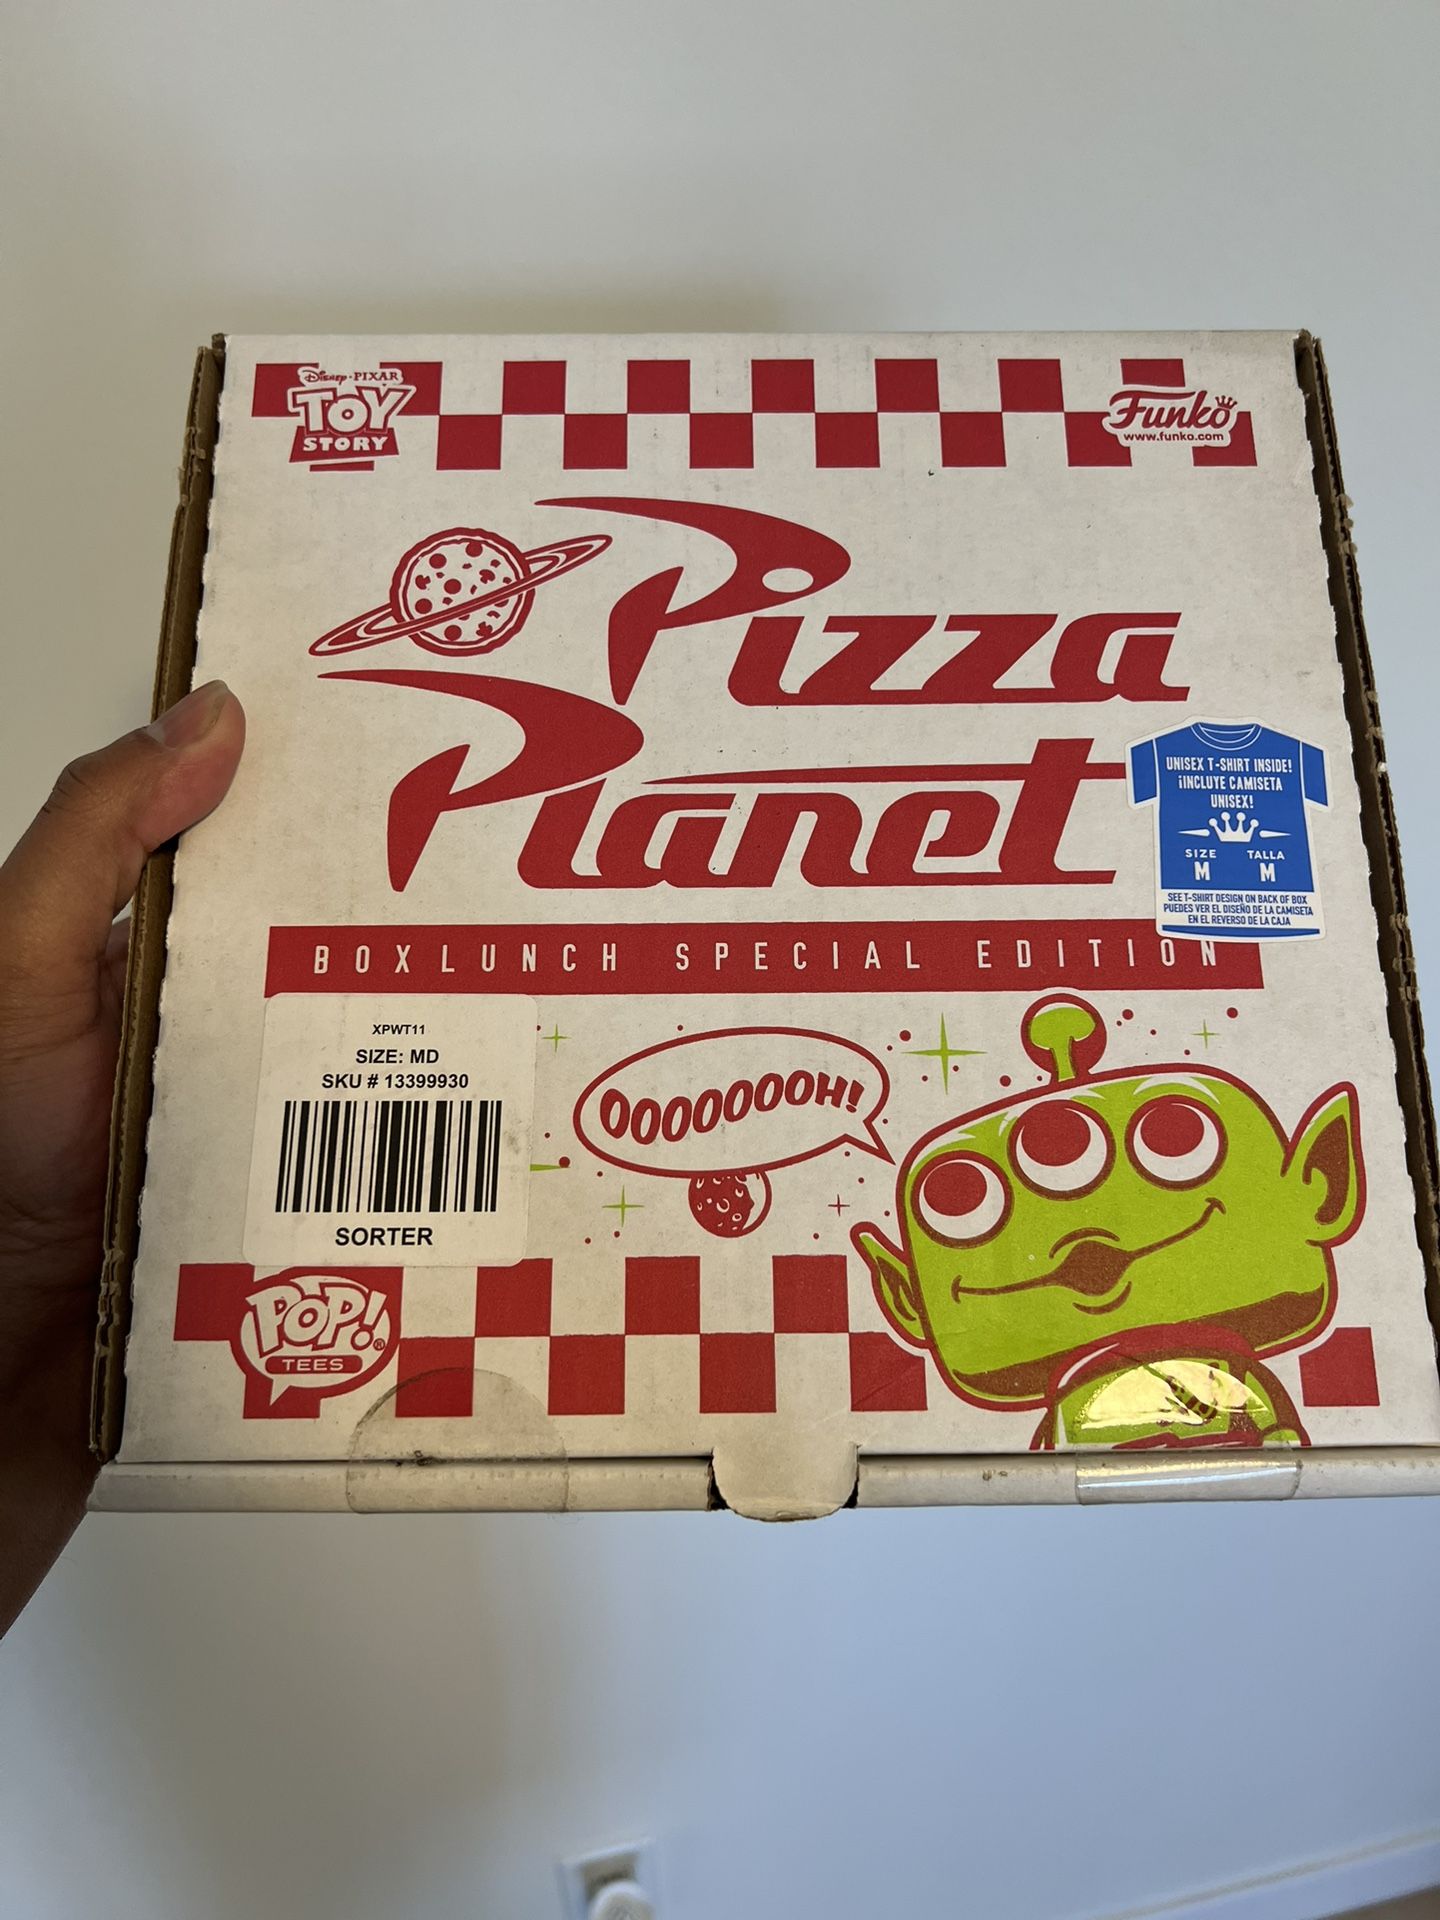 Disney·PIXAR
TOY
STORY
Funko
www.funko.com
Pizza
Planet
UNISEX T-SHIRT INSIDE!
¡INCLUYE CAMISETA
UNISEX!
SIZE TALLA
M M
SEE T-SHIRT DESIGN ON BACK OF BOX
PUEDES VER EL DISEÑO DE LA CAMISETA
EN EL REVERSO DE LA CAJA
BOXLUNCH SPECIAL EDITION
XPWT11
SIZE: MD
SKU # 13399930
SORTER
OOOOOOOH!
POP!®
TEES